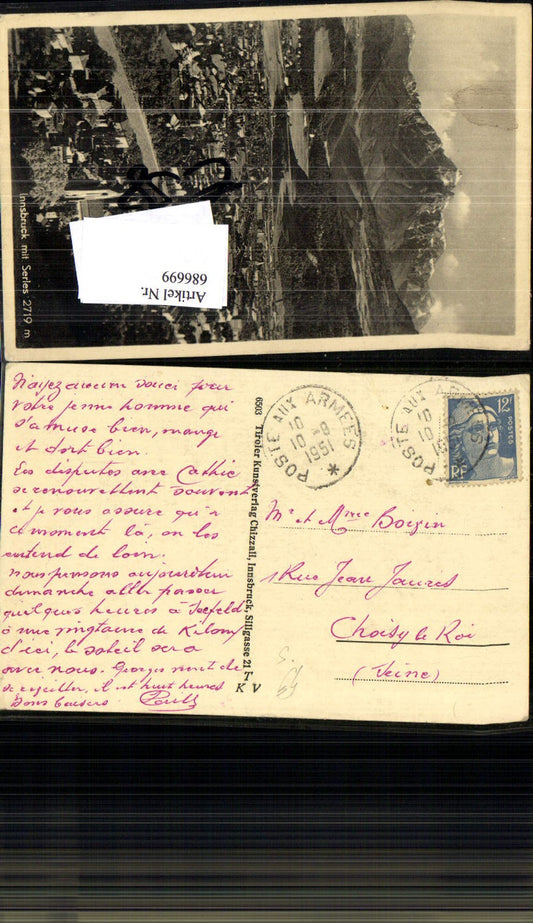 Innsbruck mit Serles 2719 m.
Artikel Nr.
686699
N'ayez aucun souci pour
votre jeune homme qui
s'amuse bien, mange
et dort bien.
Les disputes avec Cathie
se renouvellent souvent
et je vous assure qu'à
ce moment là, on les
entend de loin.
nous pensons aujourd'hui
dimanche aller passer
quelques heures à Seefeld
à une vingtaine de Kilom
d'ici, le soleil sera
avec nous. Georges vient de
se réveiller, il est huit heures
Bons baisers
6503 Tiroler Kunstverlag Chizzali, Innsbruck, Sillgasse 21
T
K V
POSTE AUX ARMEES
10
10 -9
1951
POSTE AUX ARMEES
12F
POSTES
RF
Mr et Mme Boizin
1 Rue Jean Jaurès
Choisy le Roi
(Seine)